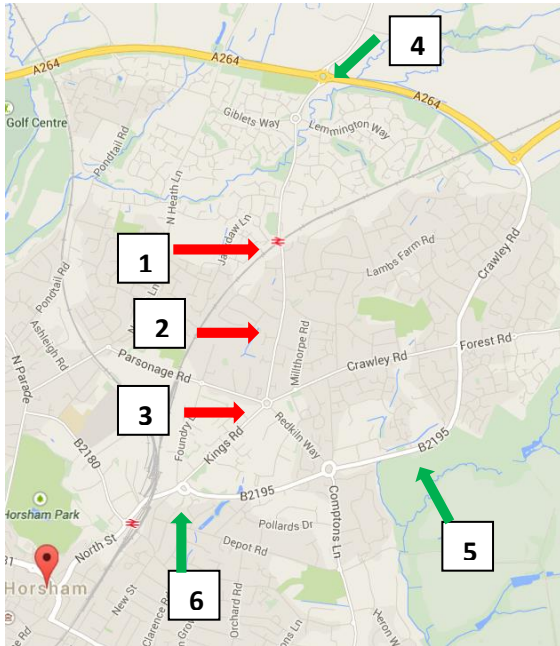 4
A264
A264
A264
Golf Centre
Pondtail Rd
Giblets Way
Lemmington Way
N Heath Ln
Jackdaw Ln
1
Lambs Farm Rd
Crawley Rd
Pondtail Rd
2
Ashleigh Rd
N Parade
Parsonage Rd
Millthorpe Rd
Crawley Rd
Forest Rd
3
Foundry
Kings Rd
Redkiln Way
B2180
B2195
B2195
Horsham Park
Pollards Dr
Comptons Ln
North St
Depot Rd
5
Horsham
New St
6
Clarence R
Orchard Rd
Heron W